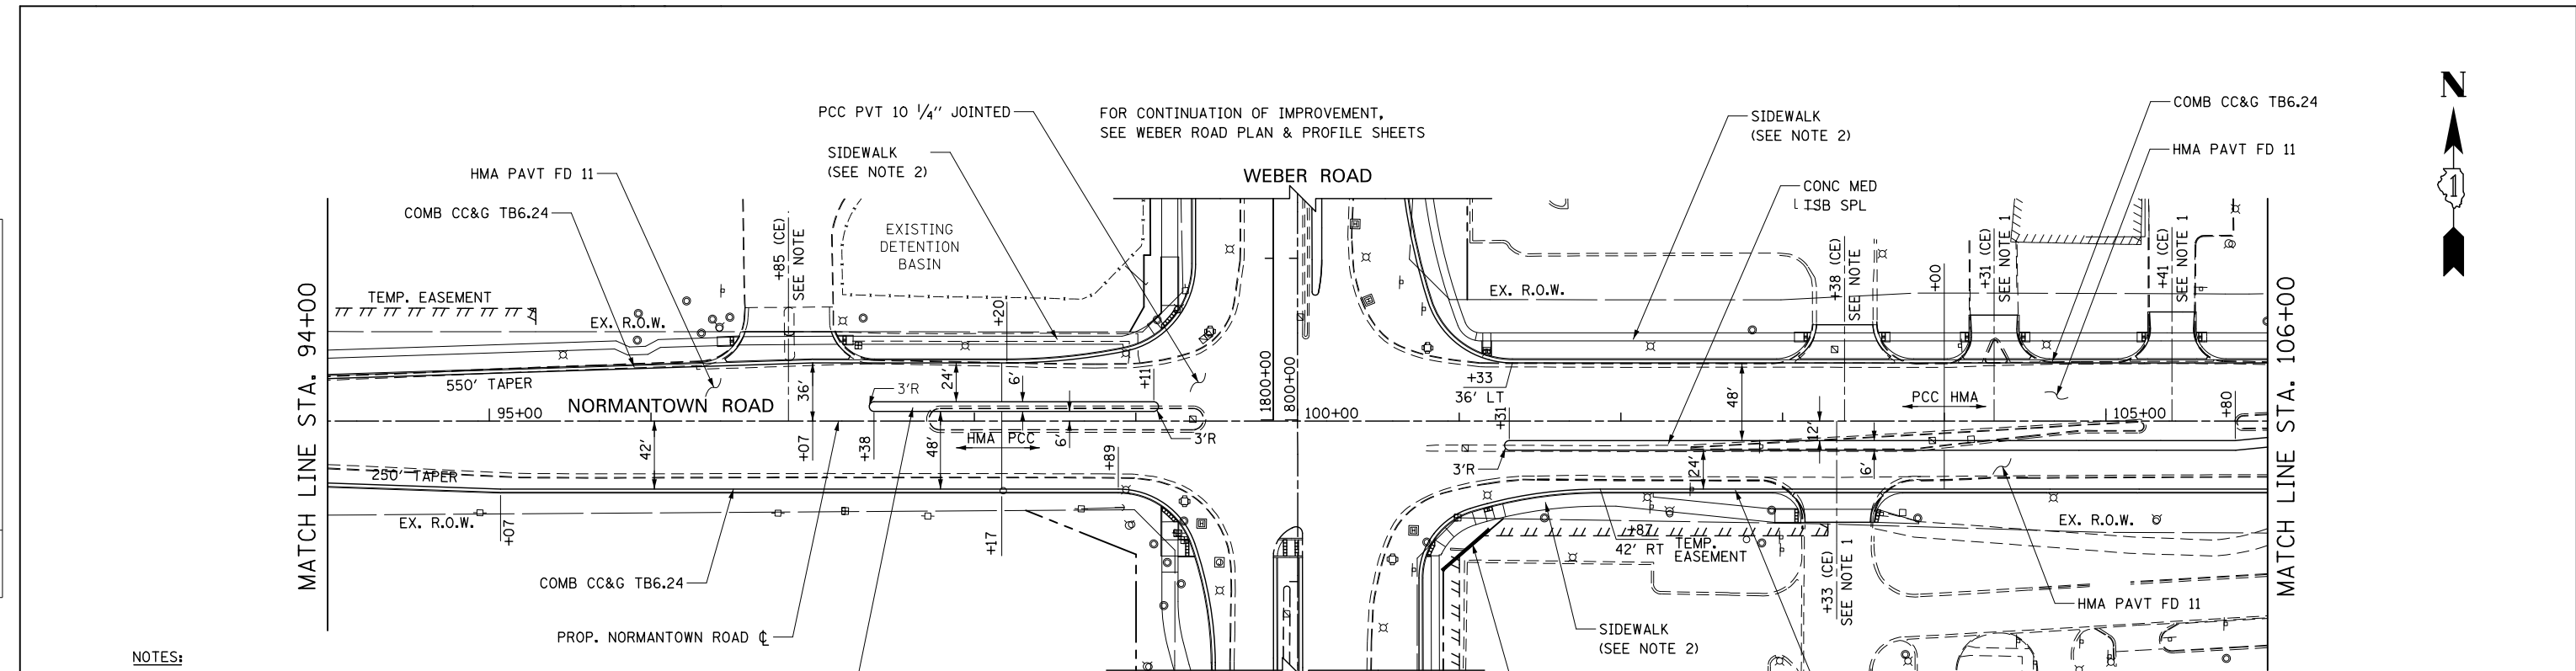 PCC PVT 10 1/4" JOINTED
FOR CONTINUATION OF IMPROVEMENT,
SEE WEBER ROAD PLAN & PROFILE SHEETS
SIDEWALK
(SEE NOTE 2)
HMA PAVT FD 11
COMB CC&G TB6.24
WEBER ROAD
SIDEWALK
(SEE NOTE 2)
CONC MED
TSB SPL
COMB CC&G TB6.24
HMA PAVT FD 11
N
1
EXISTING
DETENTION
BASIN
+85 (CE)
SEE NOTE
TEMP. EASEMENT
EX. R.O.W.
MATCH LINE STA. 94+00
550' TAPER
95+00
NORMANTOWN ROAD
36'
3'R
24'
+20
6'
+11
1800+00
800+00
100+00
+33
36' LT
+31
48'
EX. R.O.W.
+38 (CE)
SEE NOTE
+00
+31 (CE)
SEE NOTE 1
+41 (CE)
SEE NOTE 1
PCC HMA
105+00
+80
MATCH LINE STA. 106+00
42'
+07
+38
48'
HMA PCC
6'
3'R
+89
3'R
24'
12'
6'
250' TAPER
EX. R.O.W.
+07
+17
+87
42' RT
TEMP.
EASEMENT
+33 (CE)
SEE NOTE 1
EX. R.O.W.
COMB CC&G TB6.24
PROP. NORMANTOWN ROAD ℄
SIDEWALK
(SEE NOTE 2)
HMA PAVT FD 11
NOTES: